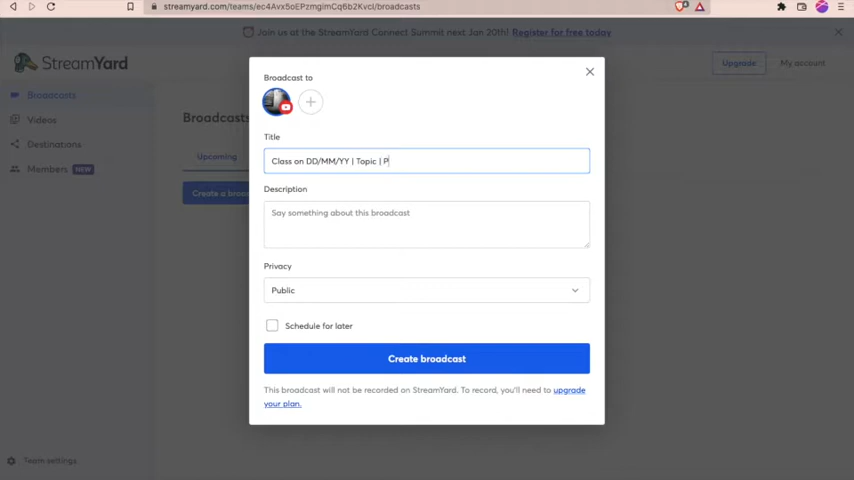 streamyard.com/teams/ec4Avx5oEPzmgimCq6b2KvcI/broadcasts
Join us at the StreamYard Connect Summit next Jan 20th! Register for free today
StreamYard
Upgrade
My account
Broadcasts
Videos
Destinations
Members NEW
Team settings
Broadcasts
Upcoming
Create a broa
Broadcast to
Title
Class on DD/MM/YY | Topic | P
Description
Say something about this broadcast
Privacy
Public
Schedule for later
Create broadcast
This broadcast will not be recorded on StreamYard. To record, you'll need to upgrade
your plan.